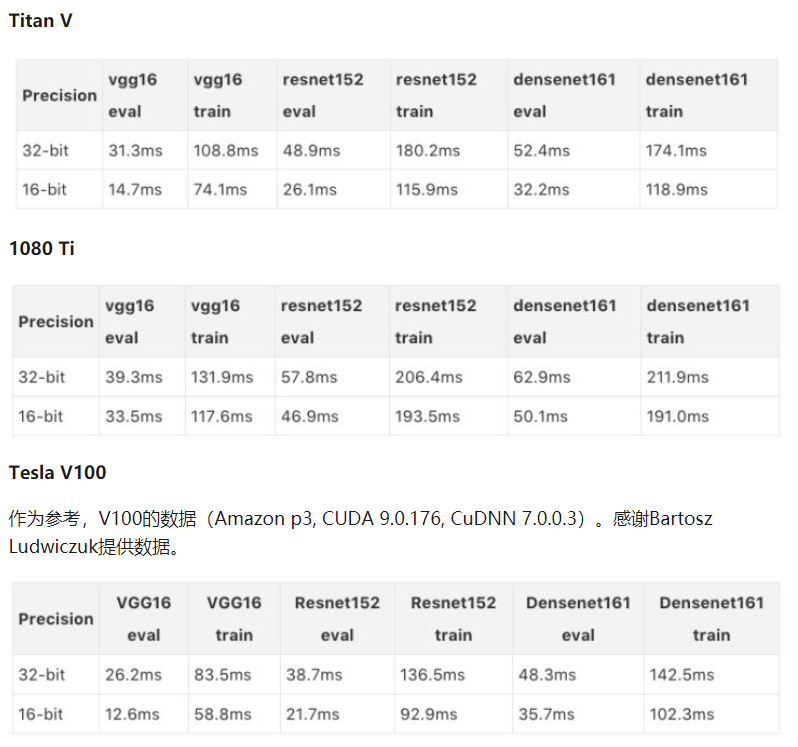 Titan V
Precision vgg16 eval vgg16 train resnet152 eval resnet152 train densenet161 eval densenet161 train
32-bit 31.3ms 108.8ms 48.9ms 180.2ms 52.4ms 174.1ms
16-bit 14.7ms 74.1ms 26.1ms 115.9ms 32.2ms 118.9ms
1080 Ti
Precision vgg16 eval vgg16 train resnet152 eval resnet152 train densenet161 eval densenet161 train
32-bit 39.3ms 131.9ms 57.8ms 206.4ms 62.9ms 211.9ms
16-bit 33.5ms 117.6ms 46.9ms 193.5ms 50.1ms 191.0ms
Tesla V100
作为参考，V100的数据（Amazon p3, CUDA 9.0.176, CuDNN 7.0.0.3）。感谢Bartosz
Ludwiczuk提供数据。
Precision VGG16 eval VGG16 train Resnet152 eval Resnet152 train Densenet161 eval Densenet161 train
32-bit 26.2ms 83.5ms 38.7ms 136.5ms 48.3ms 142.5ms
16-bit 12.6ms 58.8ms 21.7ms 92.9ms 35.7ms 102.3ms